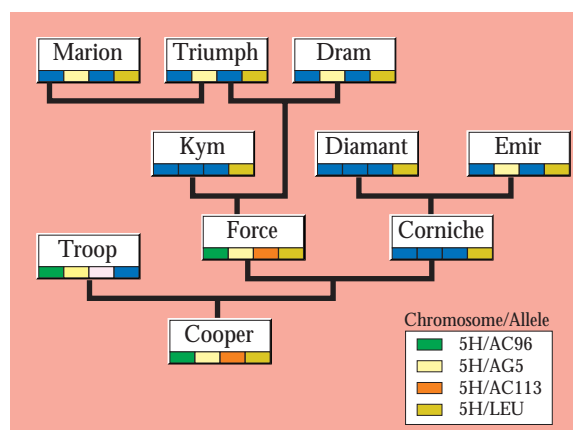 Marion
Triumph
Dram
Kym
Diamant
Emir
Force
Corniche
Troop
Cooper
Chromosome/Allele
5H/AC96
5H/AG5
5H/AC113
5H/LEU